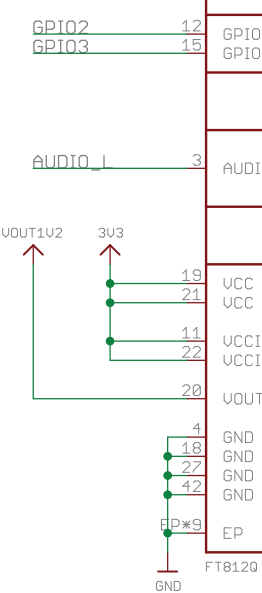 GPIO2 12 GPIO
GPIO3 15 GPIO
AUDIO_L 3 AUDI
VOUT1V2 3V3
19 VCC
21 VCC
11 VCCI
22 VCCI
20 VOUT
4 GND
18 GND
27 GND
42 GND
EP*9 EP
FT812Q
GND